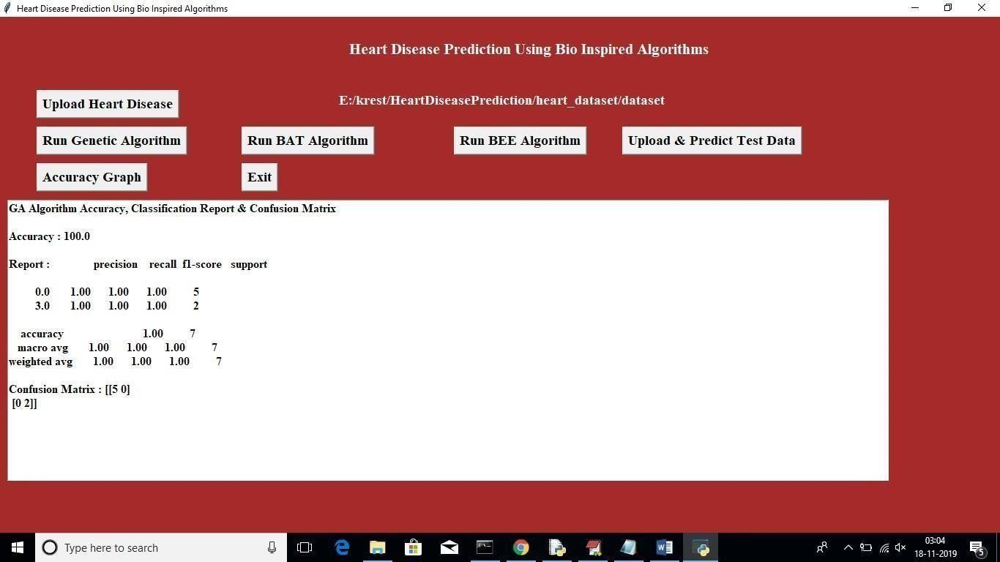 Heart Disease Prediction Using Bio Inspired Algorithms
Heart Disease Prediction Using Bio Inspired Algorithms
Upload Heart Disease
E:/krest/HeartDiseasePrediction/heart_dataset/dataset
Run Genetic Algorithm
Run BAT Algorithm
Run BEE Algorithm
Upload & Predict Test Data
Accuracy Graph
Exit
GA Algorithm Accuracy, Classification Report & Confusion Matrix
Accuracy : 100.0
Report : precision recall f1-score support
0.0 1.00 1.00 1.00 5
3.0 1.00 1.00 1.00 2
accuracy 1.00 7
macro avg 1.00 1.00 1.00 7
weighted avg 1.00 1.00 1.00 7
Confusion Matrix : [[5 0]
[0 2]]
Type here to search
03:04
18-11-2019
5